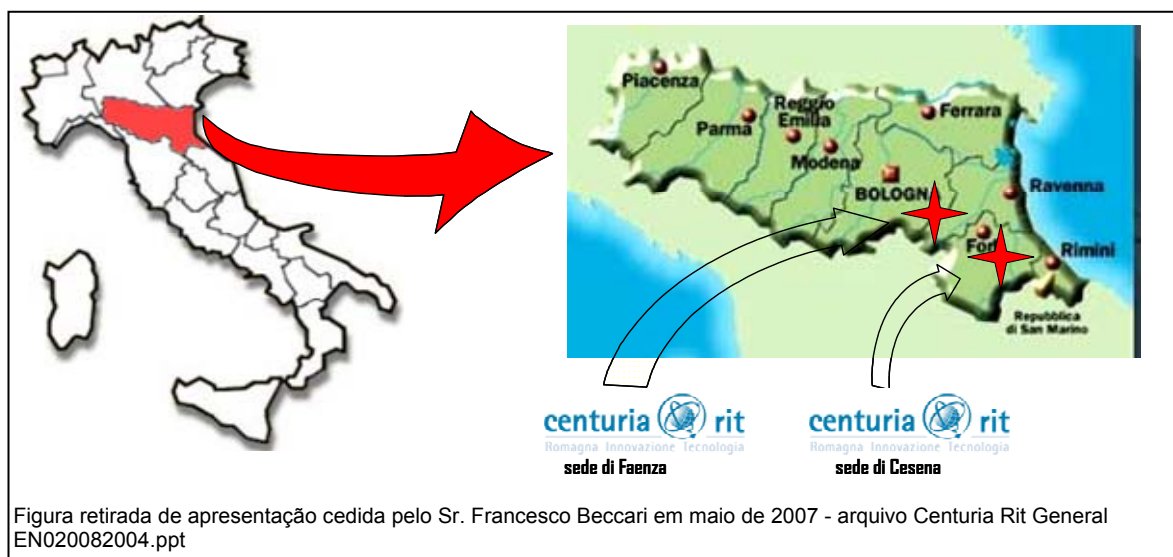 Piacenza
Parma
Reggio
Emilia
Modena
Ferrara
BOLOGN
Ravenna
For
Rimini
Repubblica
di San Marino
centuria rit
Romagna Innovazione Tecnologia
sede di Faenza
centuria rit
Romagna Innovazione Tecnologia
sede di Cesena
Figura retirada de apresentação cedida pelo Sr. Francesco Beccari em maio de 2007 - arquivo Centuria Rit General
EN020082004.ppt